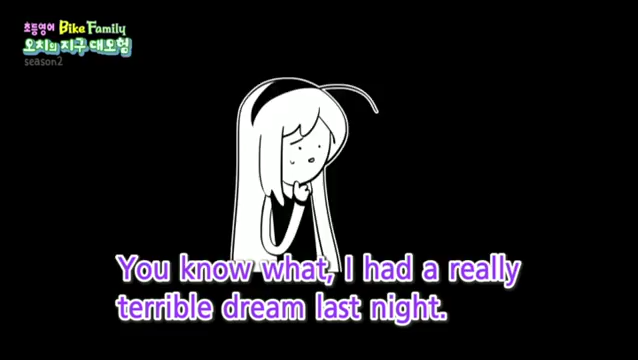 초등영어 Bike Family
오치의 지구 대모험
season2
You know what, I had a really
terrible dream last night.